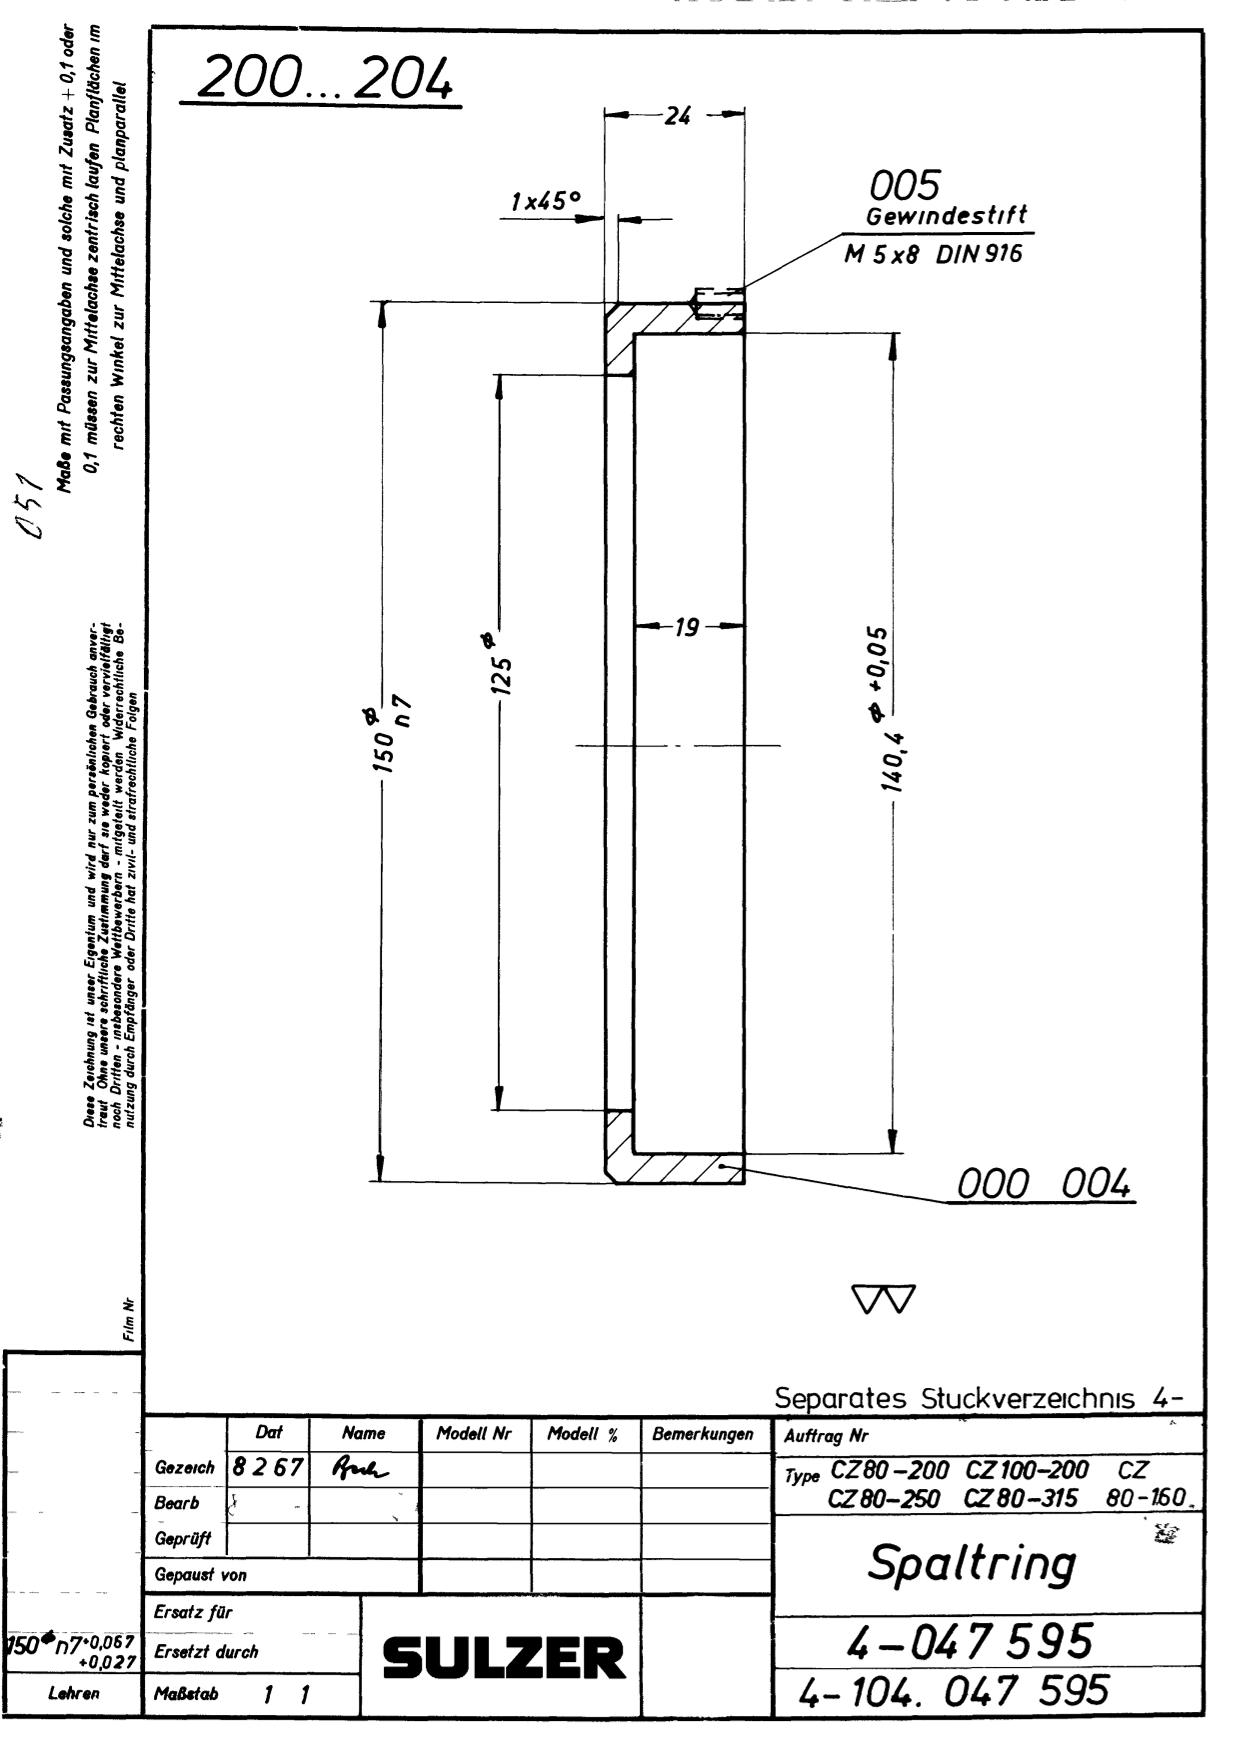 200...204
24
1x45°
005
Gewindestift
M 5x8 DIN 916
19
125⌀
150⌀ n7
140,4⌀ +0,05
000 004
Maße mit Passungsangaben und solche mit Zusatz + 0,1 oder
0,1 müssen zur Mittelachse zentrisch laufen Planflächen im
rechten Winkel zur Mittelachse und planparallel
051
Diese Zeichnung ist unser Eigentum und wird nur zum persönlichen Gebrauch anver-
traut Ohne unsere schriftliche Zustimmung darf sie weder kopiert oder vervielfältigt
noch Dritten - insbesondere Wettbewerbern - mitgeteilt werden Widerrechtliche Be-
nutzung durch Empfänger oder Dritte hat zivil- und strafrechtliche Folgen
Film Nr
Separates Stuckverzeichnis 4-
Dat Name Modell Nr Modell % Bemerkungen
Gezeich 8 2 67
Bearb
Geprüft
Gepaust von
Ersatz für
Ersetzt durch
Maßstab 1 1
SULZER
Auftrag Nr
Type CZ80-200 CZ100-200 CZ
CZ80-250 CZ80-315 80-160.
Spaltring
4-047 595
4-104. 047 595
150⌀ n7 +0,067
+0,027
Lehren